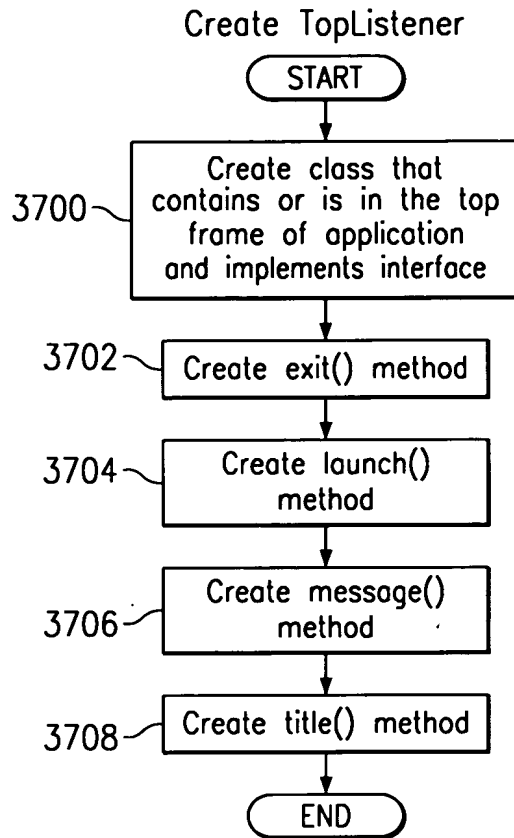 Create TopListener
START
3700
Create class that
contains or is in the top
frame of application
and implements interface
3702
Create exit() method
3704
Create launch()
method
3706
Create message()
method
3708
Create title() method
END